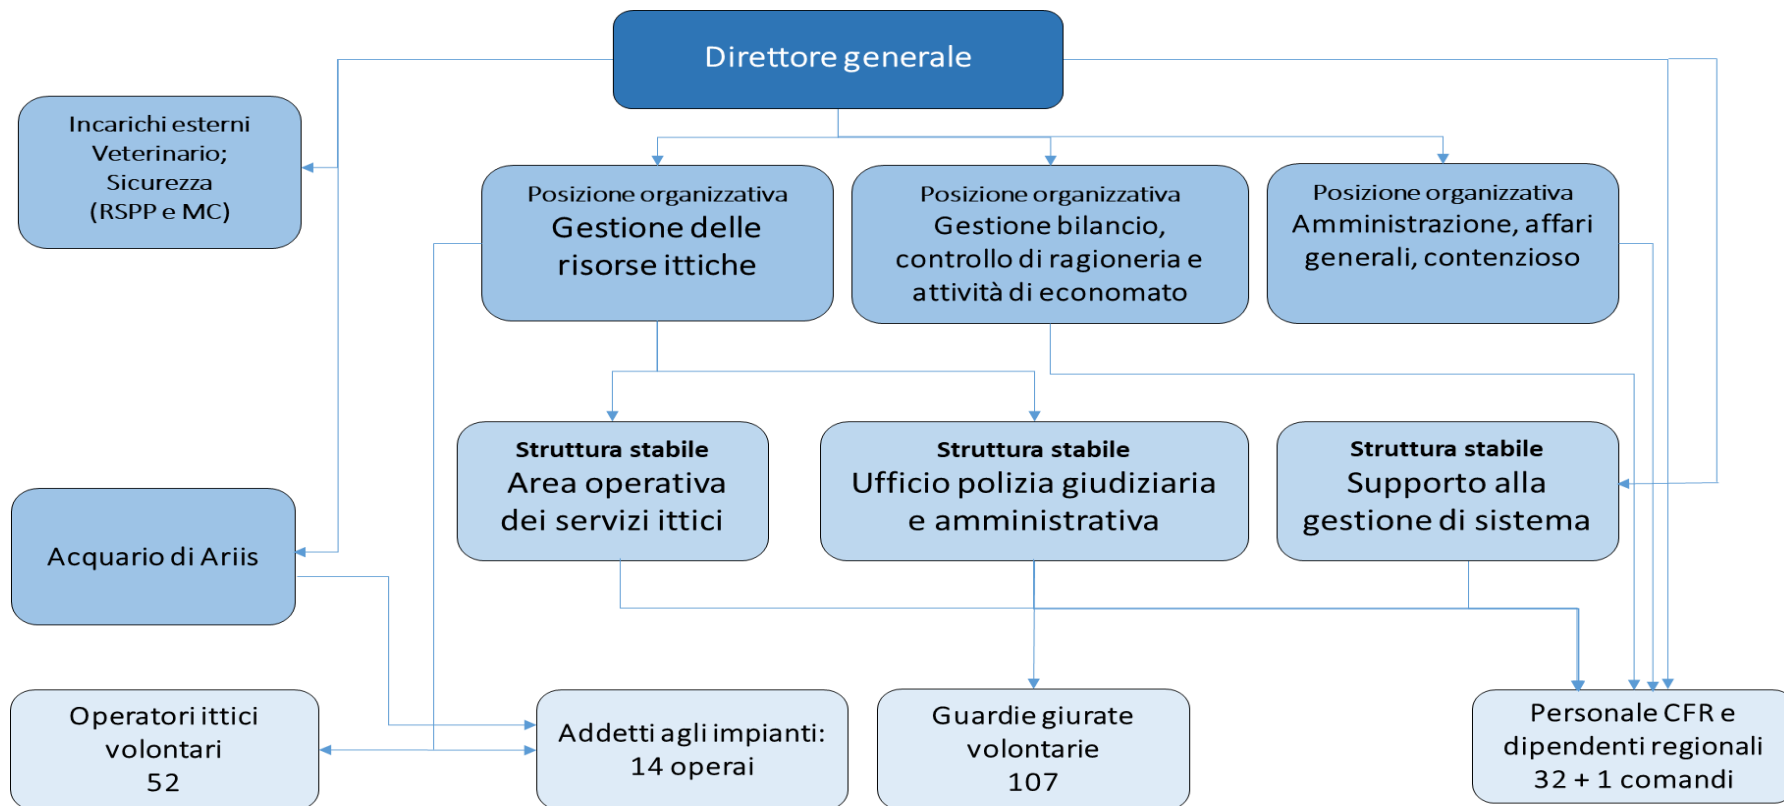 Direttore generale
Incarichi esterni
Veterinario;
Sicurezza
(RSPP e MC)
Posizione organizzativa
Gestione delle
risorse ittiche
Posizione organizzativa
Gestione bilancio,
controllo di ragioneria e
attività di economato
Posizione organizzativa
Amministrazione, affari
generali, contenzioso
Struttura stabile
Area operativa
dei servizi ittici
Struttura stabile
Ufficio polizia giudiziaria
e amministrativa
Struttura stabile
Supporto alla
gestione di sistema
Acquario di Ariis
Operatori ittici
volontari
52
Addetti agli impianti:
14 operai
Guardie giurate
volontarie
107
Personale CFR e
dipendenti regionali
32 + 1 comandi